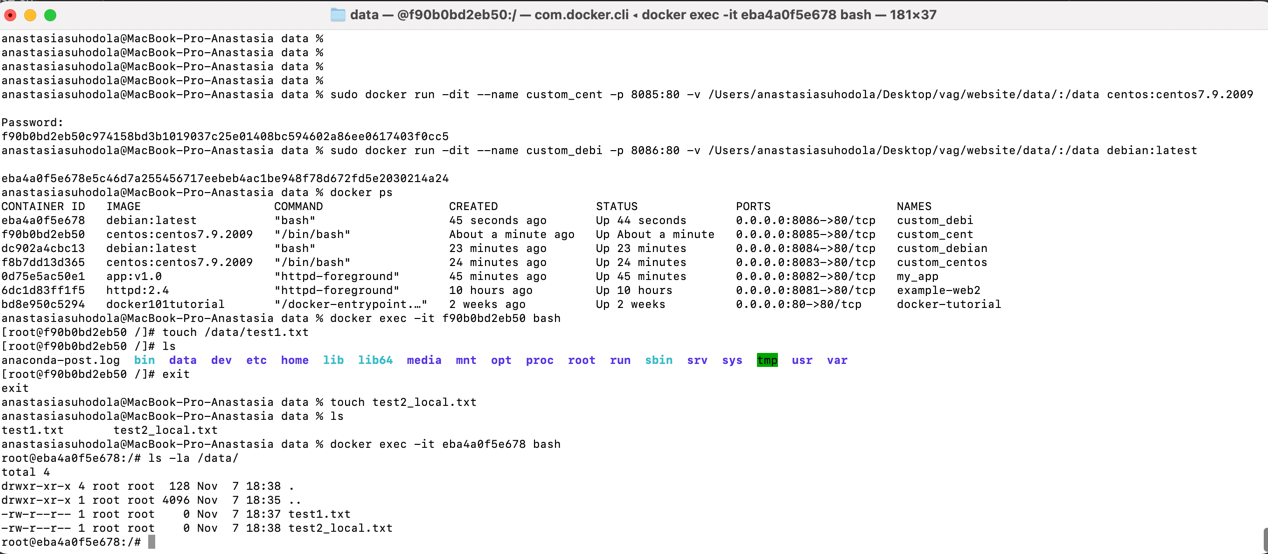 data — @f90b0bd2eb50:/ — com.docker.cli ◂ docker exec -it eba4a0f5e678 bash — 181×37
anastasiasuhodola@MacBook-Pro-Anastasia data %
anastasiasuhodola@MacBook-Pro-Anastasia data %
anastasiasuhodola@MacBook-Pro-Anastasia data %
anastasiasuhodola@MacBook-Pro-Anastasia data %
anastasiasuhodola@MacBook-Pro-Anastasia data % sudo docker run -dit --name custom_cent -p 8085:80 -v /Users/anastasiasuhodola/Desktop/vag/website/data/:/data centos:centos7.9.2009
Password:
f90b0bd2eb50c974158bd3b1019037c25e01408bc594602a86ee0617403f0cc5
anastasiasuhodola@MacBook-Pro-Anastasia data % sudo docker run -dit --name custom_debi -p 8086:80 -v /Users/anastasiasuhodola/Desktop/vag/website/data/:/data debian:latest
eba4a0f5e678e5c46d7a255456717eebeb4ac1be948f78d672fd5e2030214a24
anastasiasuhodola@MacBook-Pro-Anastasia data % docker ps
CONTAINER ID   IMAGE                   COMMAND                  CREATED              STATUS              PORTS                  NAMES
eba4a0f5e678   debian:latest           "bash"                   45 seconds ago       Up 44 seconds       0.0.0.0:8086->80/tcp   custom_debi
f90b0bd2eb50   centos:centos7.9.2009   "/bin/bash"              About a minute ago   Up About a minute   0.0.0.0:8085->80/tcp   custom_cent
dc902a4cbc13   debian:latest           "bash"                   23 minutes ago       Up 23 minutes       0.0.0.0:8084->80/tcp   custom_debian
f8b7dd13d365   centos:centos7.9.2009   "/bin/bash"              24 minutes ago       Up 24 minutes       0.0.0.0:8083->80/tcp   custom_centos
0d75e5ac50e1   app:v1.0                "httpd-foreground"       45 minutes ago       Up 45 minutes       0.0.0.0:8082->80/tcp   my_app
6dc1d83ff1f5   httpd:2.4               "httpd-foreground"       10 hours ago         Up 10 hours         0.0.0.0:8081->80/tcp   example-web2
bd8e950c5294   docker101tutorial       "/docker-entrypoint.…"   2 weeks ago          Up 2 weeks          0.0.0.0:80->80/tcp     docker-tutorial
anastasiasuhodola@MacBook-Pro-Anastasia data % docker exec -it f90b0bd2eb50 bash
[root@f90b0bd2eb50 /]# touch /data/test1.txt
[root@f90b0bd2eb50 /]# ls
anaconda-post.log  bin  data  dev  etc  home  lib  lib64  media  mnt  opt  proc  root  run  sbin  srv  sys  tmp  usr  var
[root@f90b0bd2eb50 /]# exit
exit
anastasiasuhodola@MacBook-Pro-Anastasia data % touch test2_local.txt
anastasiasuhodola@MacBook-Pro-Anastasia data % ls
test1.txt       test2_local.txt
anastasiasuhodola@MacBook-Pro-Anastasia data % docker exec -it eba4a0f5e678 bash
root@eba4a0f5e678:/# ls -la /data/
total 4
drwxr-xr-x 4 root root  128 Nov  7 18:38 .
drwxr-xr-x 1 root root 4096 Nov  7 18:35 ..
-rw-r--r-- 1 root root    0 Nov  7 18:37 test1.txt
-rw-r--r-- 1 root root    0 Nov  7 18:38 test2_local.txt
root@eba4a0f5e678:/#